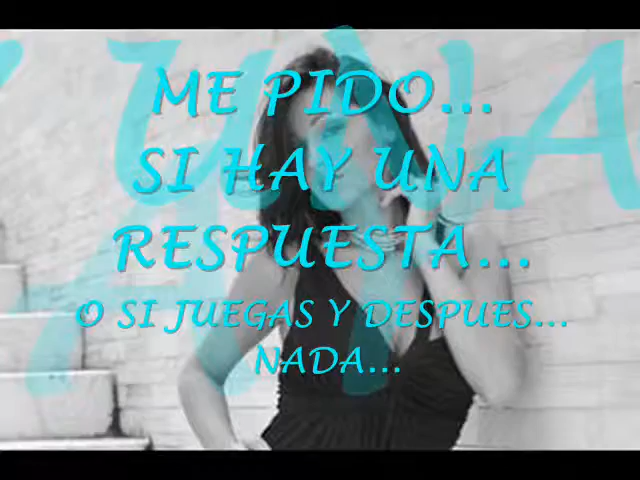 ME PIDO...
SI HAY UNA
RESPUESTA...
O SI JUEGAS Y DESPUES...
NADA...